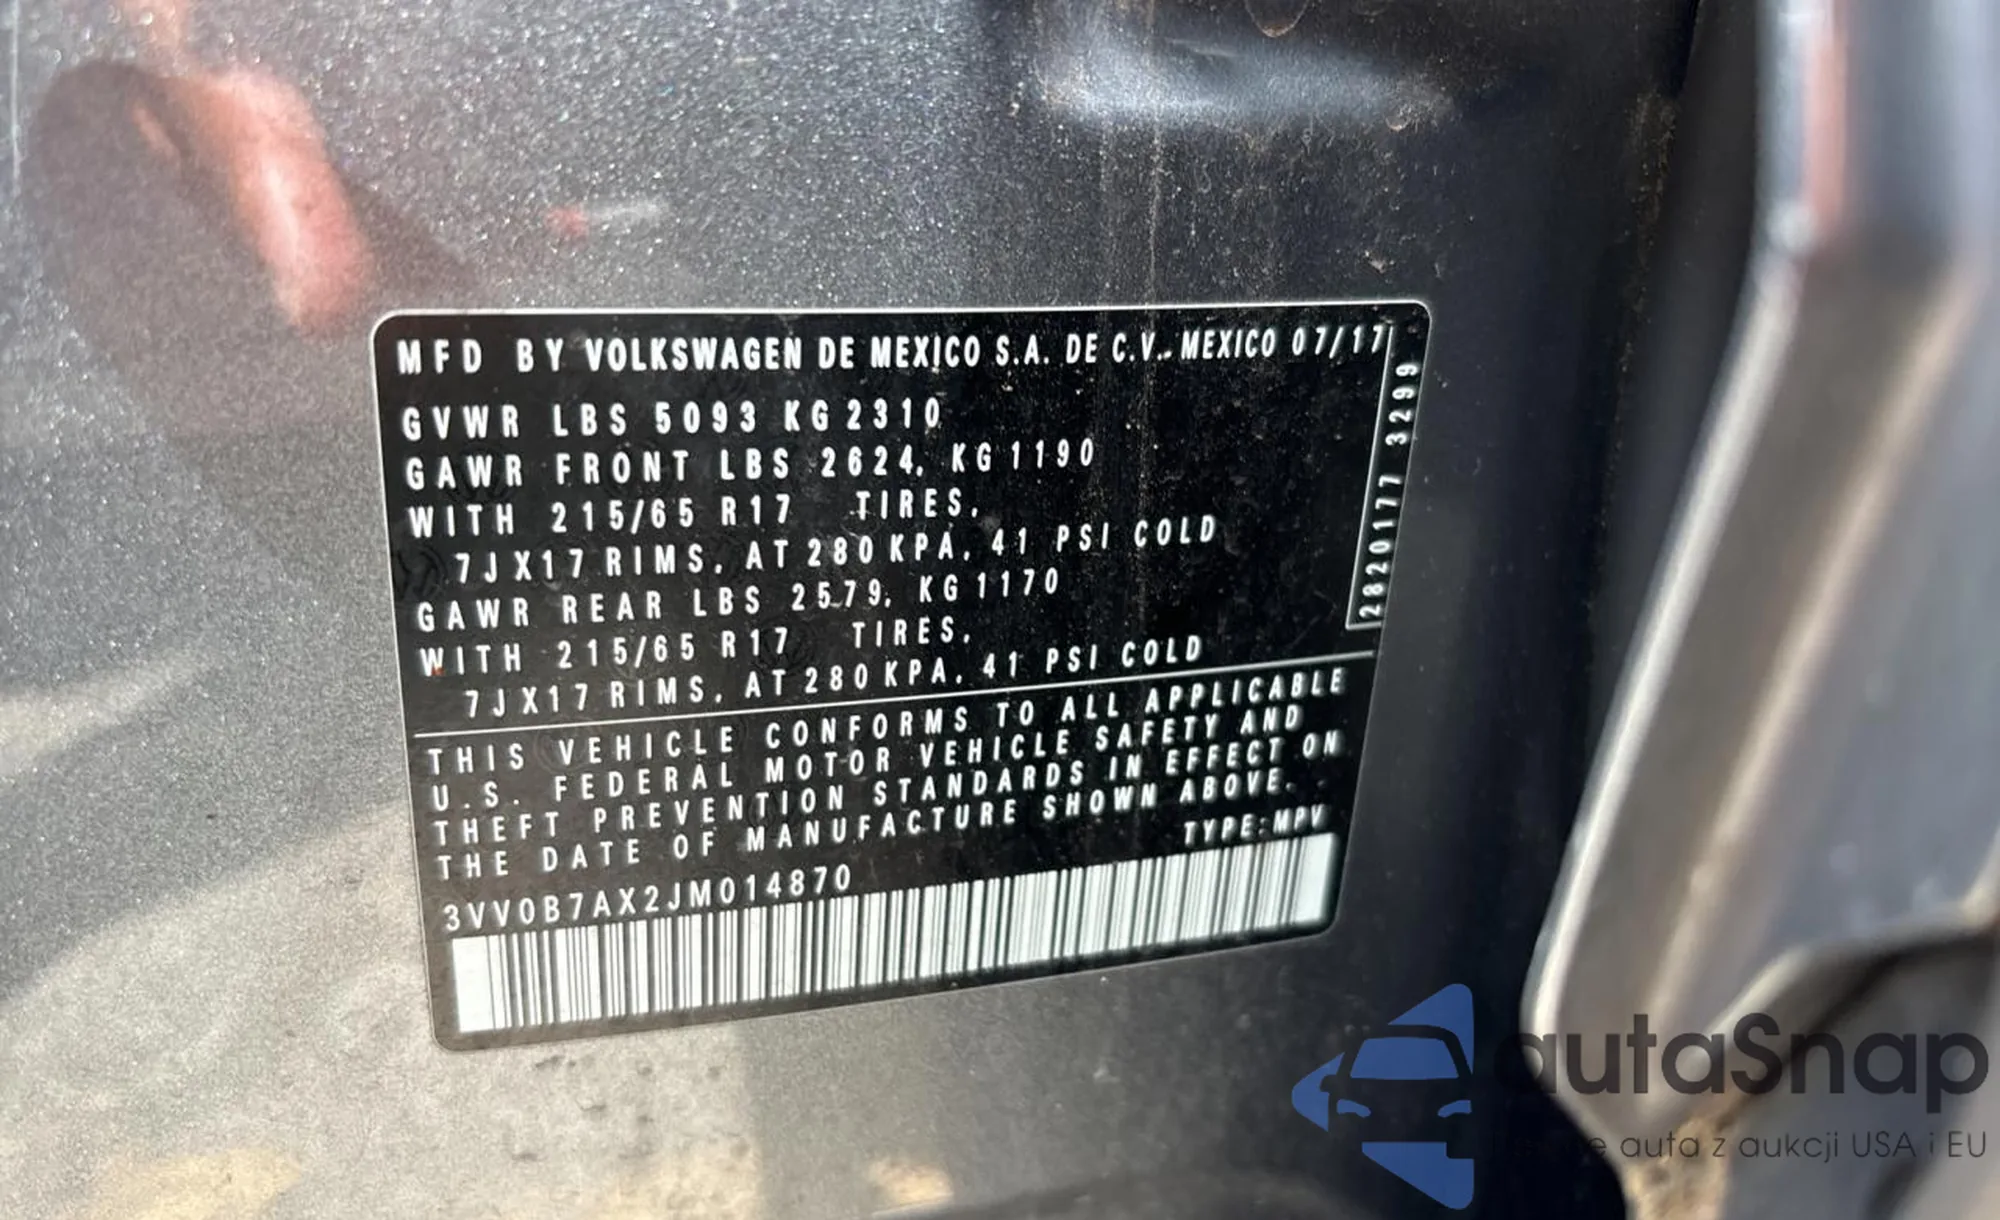 MFD BY VOLKSWAGEN DE MEXICO S.A. DE C.V. MEXICO 07/17
GVWR LBS 5093 KG 2310
GAWR FRONT LBS 2624, KG 1190
WITH 215/65 R17 TIRES,
7JX17 RIMS, AT 280 KPA, 41 PSI COLD
GAWR REAR LBS 2579, KG 1170
WITH 215/65 R17 TIRES,
7JX17 RIMS, AT 280 KPA, 41 PSI COLD
2820177 3299
THIS VEHICLE CONFORMS TO ALL APPLICABLE
U.S. FEDERAL MOTOR VEHICLE SAFETY AND
THEFT PREVENTION STANDARDS IN EFFECT ON
THE DATE OF MANUFACTURE SHOWN ABOVE.
TYPE:MPV
3VV0B7AX2JM014870
autaSnap
auta z aukcji USA i EU